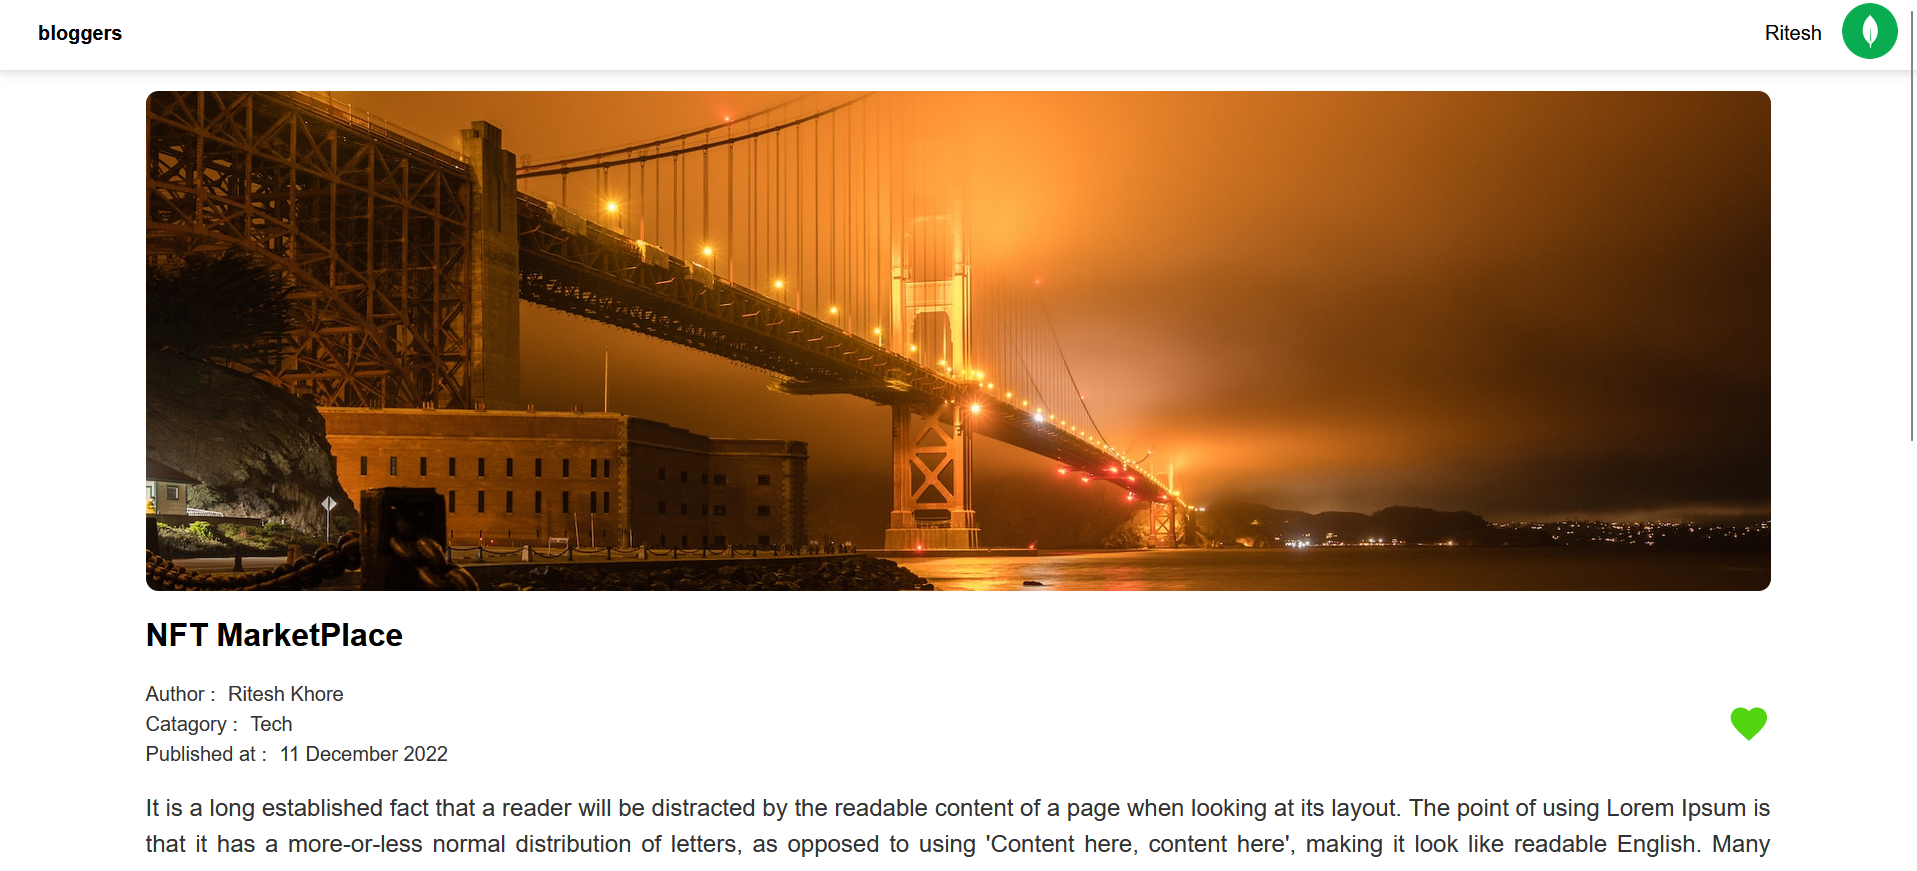 bloggers
Ritesh
NFT MarketPlace
Author : Ritesh Khore
Catagory : Tech
Published at : 11 December 2022
It is a long established fact that a reader will be distracted by the readable content of a page when looking at its layout. The point of using Lorem Ipsum is
that it has a more-or-less normal distribution of letters, as opposed to using 'Content here, content here', making it look like readable English. Many